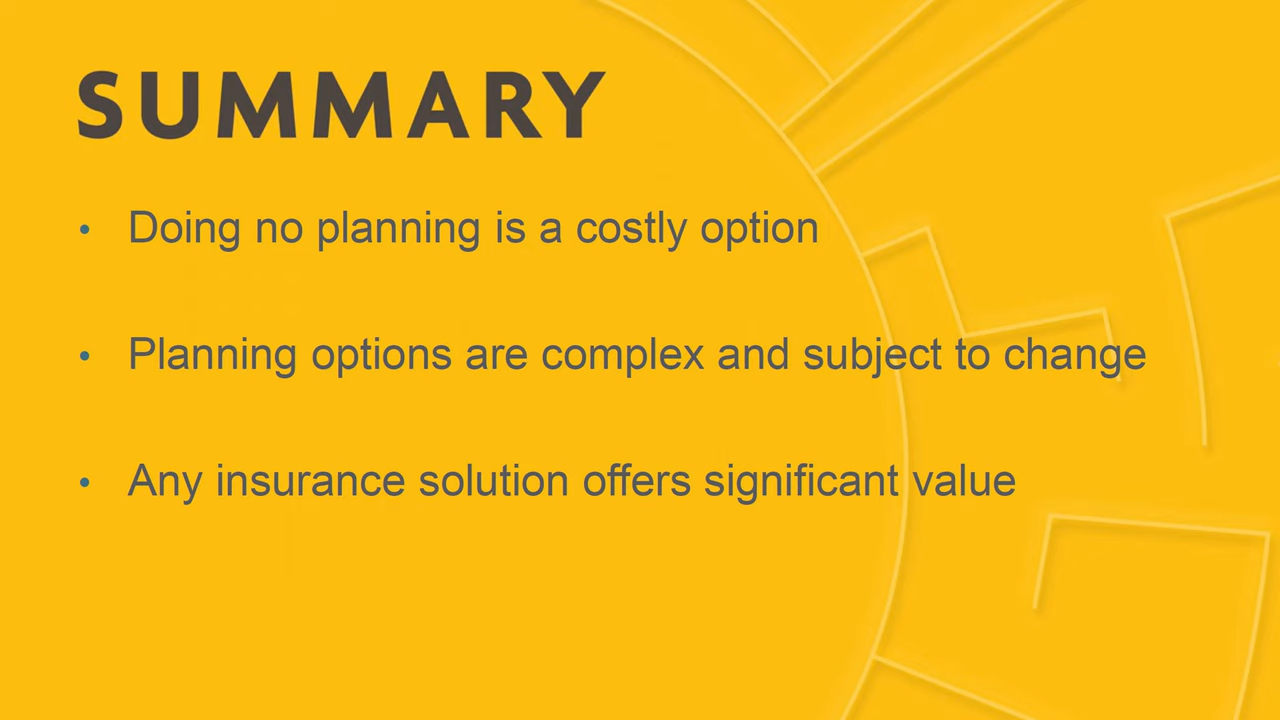 SUMMARY
• Doing no planning is a costly option
• Planning options are complex and subject to change
• Any insurance solution offers significant value